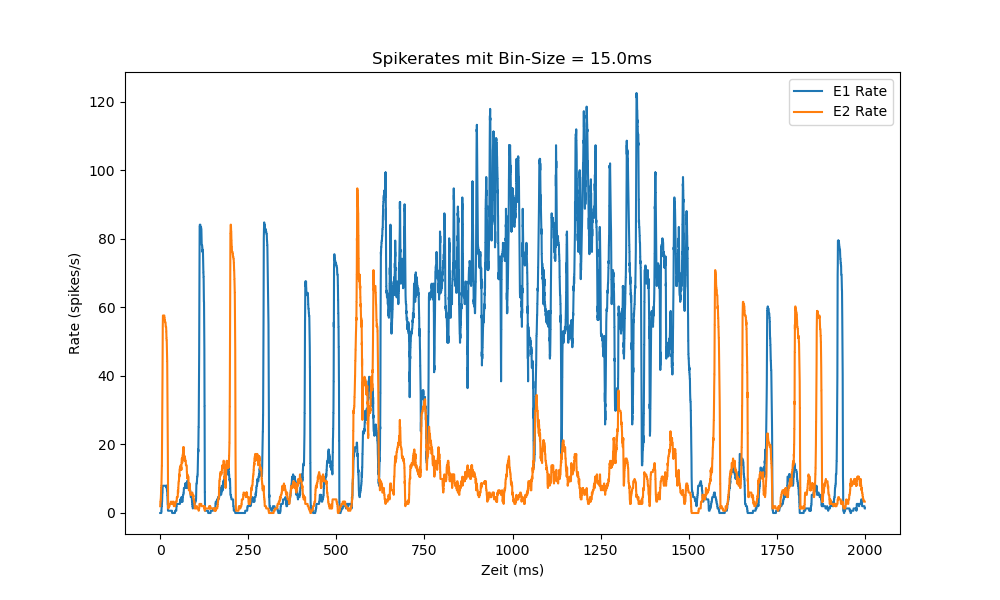 Spikerates mit Bin-Size = 15.0ms
E1 Rate
E2 Rate
120
100
80
60
40
20
0
Rate (spikes/s)
0 250 500 750 1000 1250 1500 1750 2000
Zeit (ms)